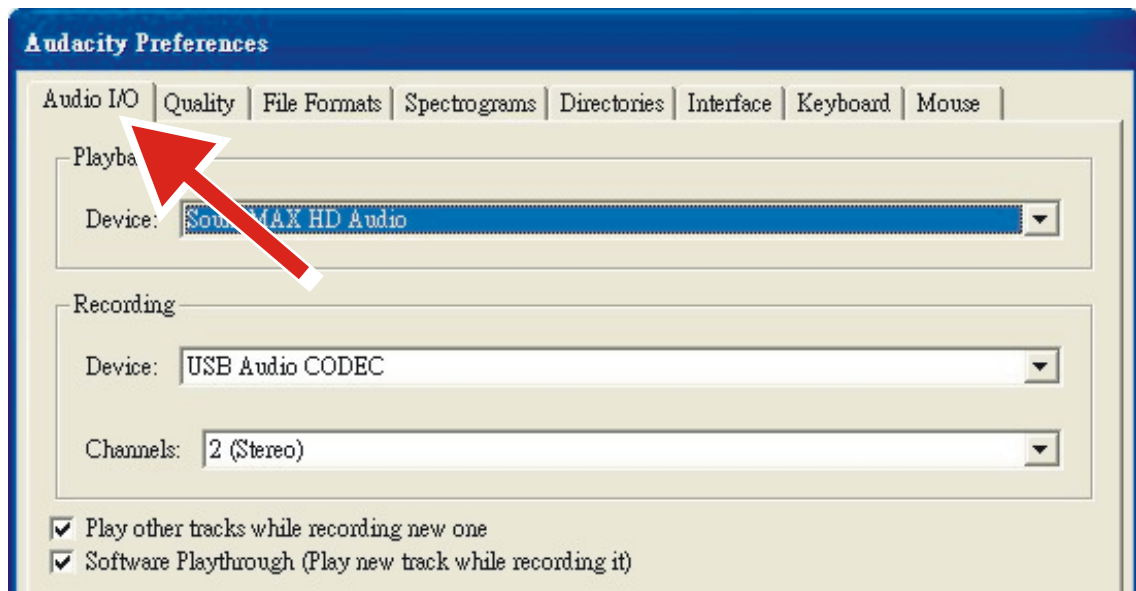 Audacity Preferences
Audio I/O Quality File Formats Spectrograms Directories Interface Keyboard Mouse
Device: HD Audio
Recording
Device: USB Audio CODEC
Channels: 2 (Stereo)
Play other tracks while recording new one
Software Playthrough (Play new track while recording it)